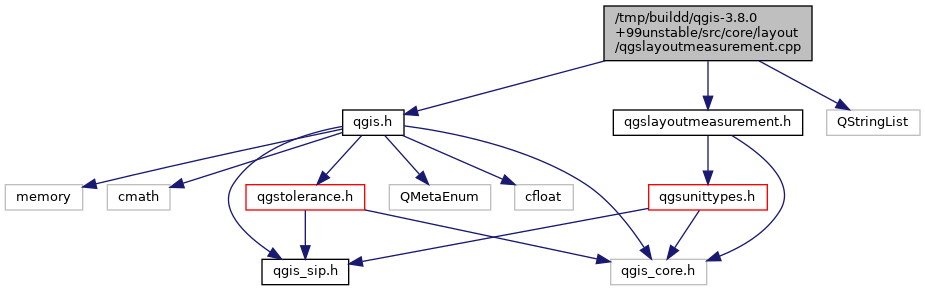 /tmp/buildd/qgis-3.8.0
+99unstable/src/core/layout
/qgslayoutmeasurement.cpp
qgis.h
qgslayoutmeasurement.h
QStringList
memory
cmath
qgstolerance.h
QMetaEnum
cfloat
qgsunittypes.h
qgis_sip.h
qgis_core.h